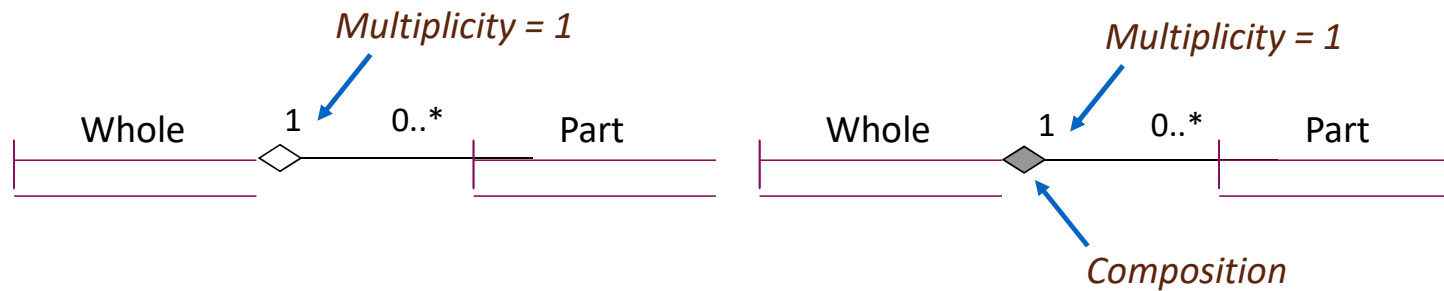 Multiplicity = 1
Whole 1 0..* Part
Multiplicity = 1
Whole 1 0..* Part
Composition